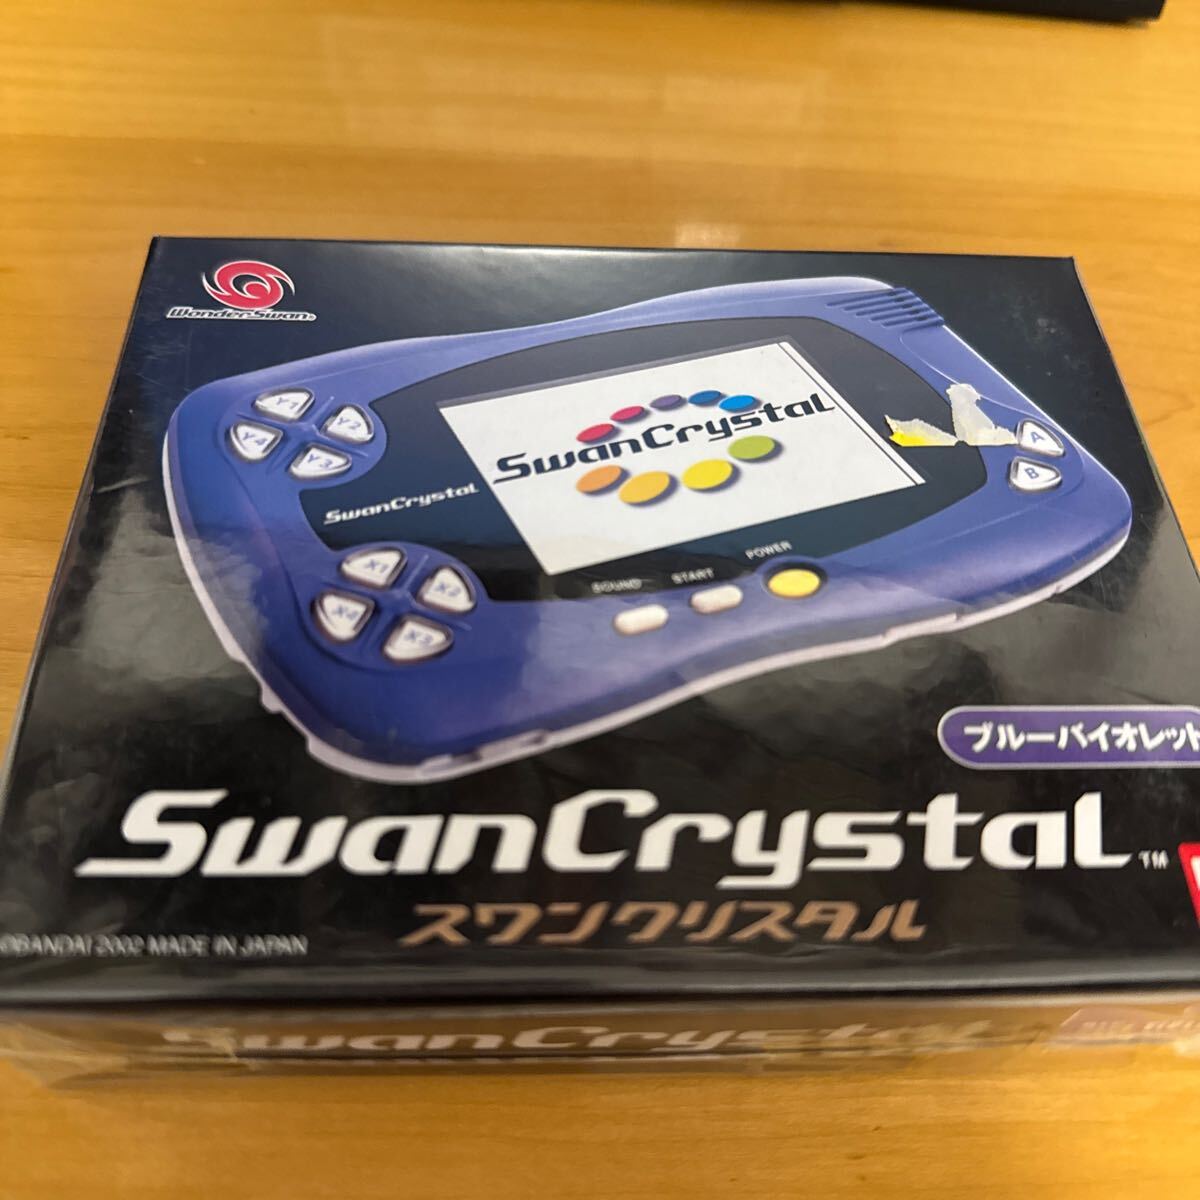 WonderSwan®
Y1
Y2
Y4
Y3
SwanCrystal
SwanCrystal
A
B
X1
X2
X4
X3
SOUND
START
POWER
ブルーバイオレット
SwanCrystal™
スワンクリスタル
©BANDAI 2002 MADE IN JAPAN
SwanCrystal